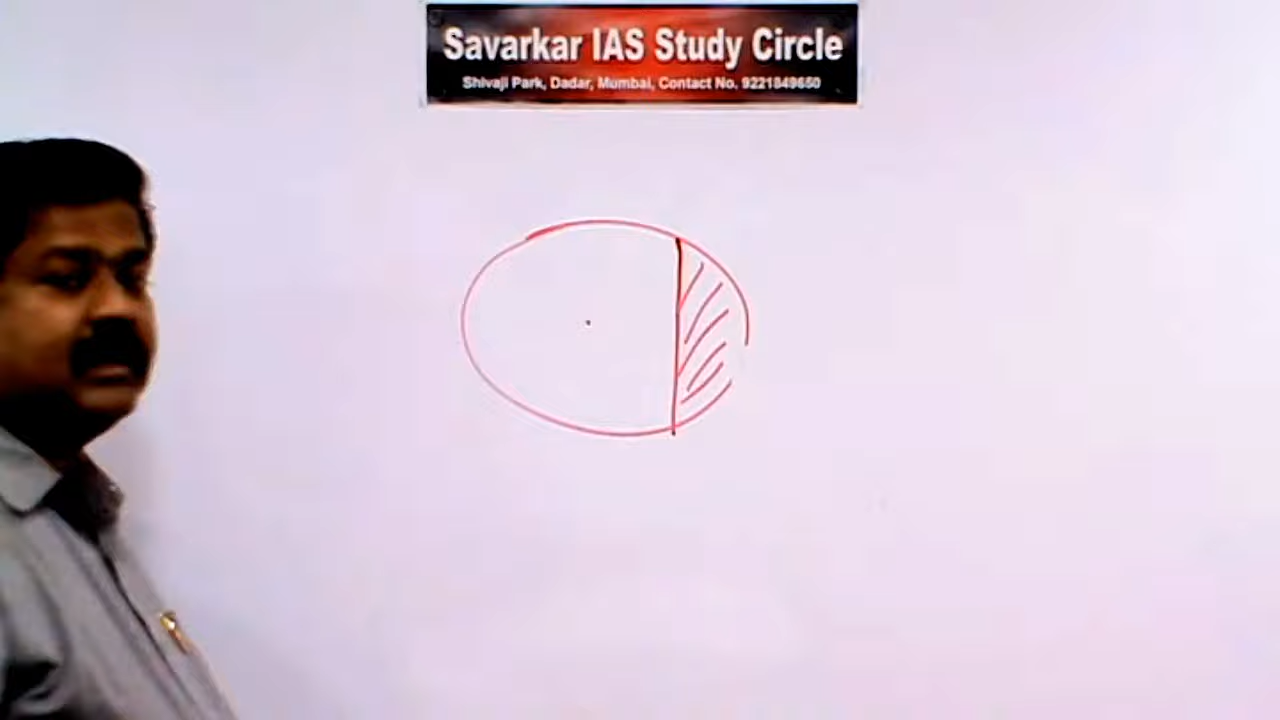 Savarkar IAS Study Circle
Shivaji Park, Dadar, Mumbai, Contact No. 9221849650